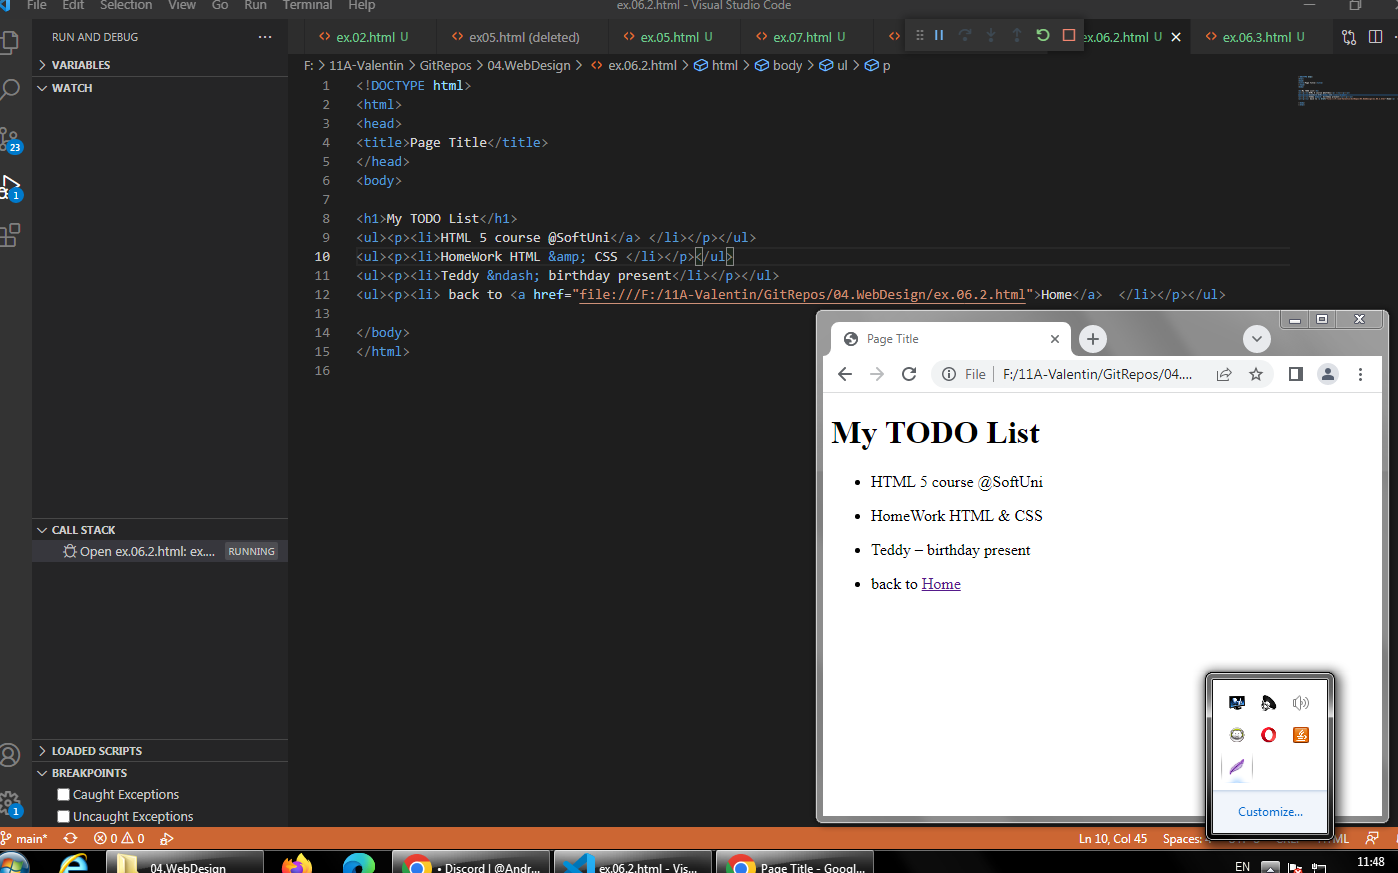 File Edit Selection View Go Run Terminal Help ex.06.2.html - Visual Studio Code
RUN AND DEBUG
ex.02.html U ex05.html (deleted) ex.05.html U ex.07.html U ex.06.2.html U ex.06.3.html U
VARIABLES
WATCH
F: > 11A-Valentin > GitRepos > 04.WebDesign > ex.06.2.html > html > body > ul > p
1 <!DOCTYPE html>
2 <html>
3 <head>
4 <title>Page Title</title>
5 </head>
6 <body>
7
8 <h1>My TODO List</h1>
9 <ul><p><li>HTML 5 course @SoftUni</a> </li></p></ul>
10 <ul><p><li>HomeWork HTML &amp; CSS </li></p></ul>
11 <ul><p><li>Teddy &ndash; birthday present</li></p></ul>
12 <ul><p><li> back to <a href="file:///F:/11A-Valentin/GitRepos/04.WebDesign/ex.06.2.html">Home</a>  </li></p></ul>
13
14 </body>
15 </html>
16
23
1
CALL STACK
Open ex.06.2.html: ex.... RUNNING
LOADED SCRIPTS
BREAKPOINTS
Caught Exceptions
Uncaught Exceptions
1
Page Title
File F:/11A-Valentin/GitRepos/04....
My TODO List
• HTML 5 course @SoftUni
• HomeWork HTML & CSS
• Teddy – birthday present
• back to Home
Customize...
main* 0 0 Ln 10, Col 45 Spaces:
04.WebDesign • Discord | @Andr... ex.06.2.html - Vis... Page Title - Googl... EN 11:48